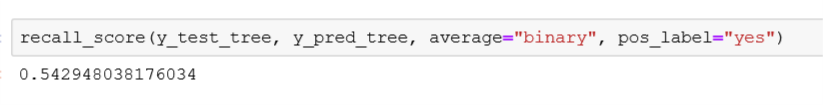 recall_score(y_test_tree, y_pred_tree, average="binary", pos_label="yes")
0.542948038176034